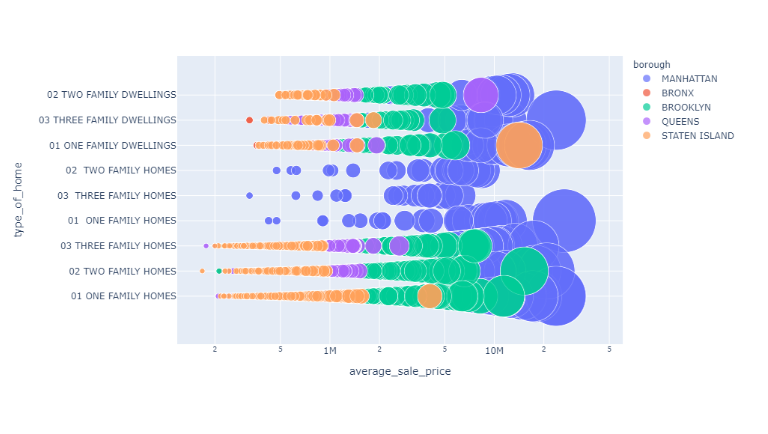 borough
MANHATTAN
BRONX
BROOKLYN
QUEENS
STATEN ISLAND
type_of_home
02 TWO FAMILY DWELLINGS
03 THREE FAMILY DWELLINGS
01 ONE FAMILY DWELLINGS
02  TWO FAMILY HOMES
03  THREE FAMILY HOMES
01  ONE FAMILY HOMES
03 THREE FAMILY HOMES
02 TWO FAMILY HOMES
01 ONE FAMILY HOMES
2 5 1M 2 5 10M 2 5
average_sale_price